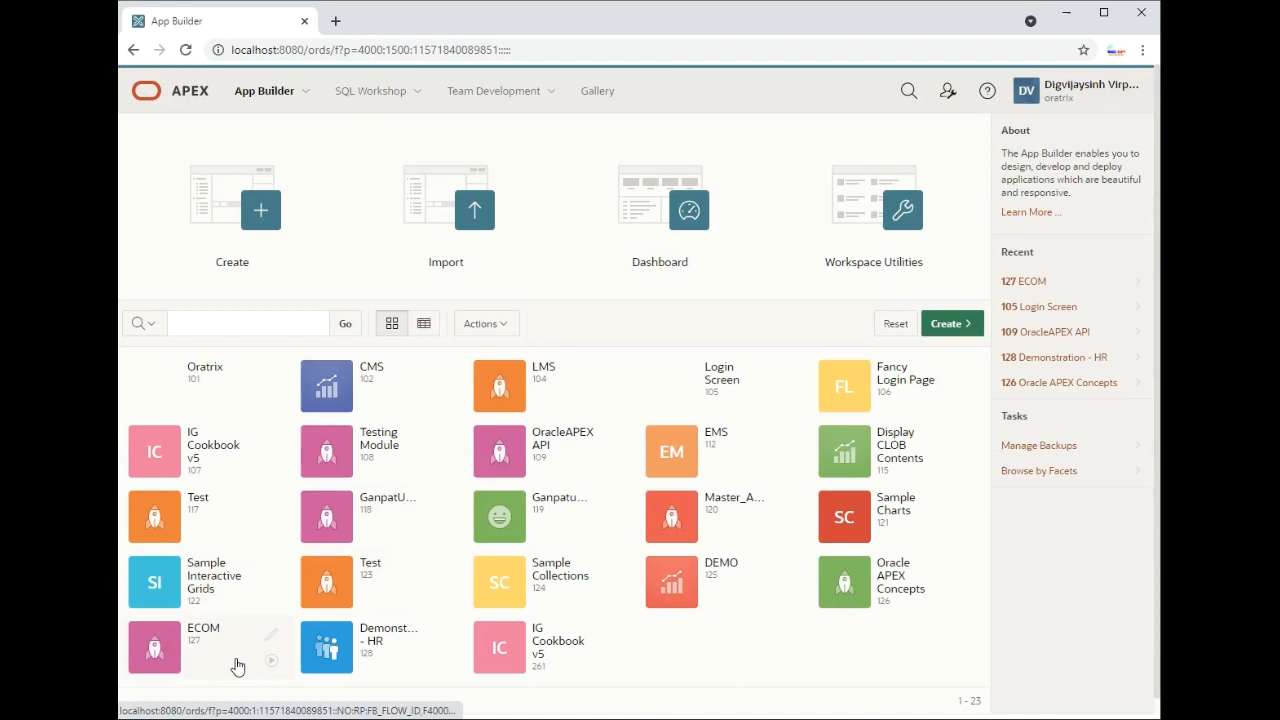 App Builder
localhost:8080/ords/f?p=4000:1500:11571840089851:::::
APEX
App Builder
SQL Workshop
Team Development
Gallery
DV
Digvijaysinh Virp...
oratrix
Create
Import
Dashboard
Workspace Utilities
About
The App Builder enables you to
design, develop and deploy
applications which are beautiful
and responsive.
Learn More ...
Recent
127 ECOM
105 Login Screen
109 OracleAPEX API
128 Demonstration - HR
126 Oracle APEX Concepts
Tasks
Manage Backups
Browse by Facets
Go
Actions
Reset
Create
Oratrix
101
CMS
102
LMS
104
Login
Screen
105
FL
Fancy
Login Page
106
IC
IG
Cookbook
v5
107
Testing
Module
108
OracleAPEX
API
109
EM
EMS
112
Display
CLOB
Contents
115
Test
117
GanpatU...
118
Ganpatu...
119
Master_A...
120
SC
Sample
Charts
121
SI
Sample
Interactive
Grids
122
Test
123
SC
Sample
Collections
124
DEMO
125
Oracle
APEX
Concepts
126
ECOM
127
Demonst...
- HR
128
IC
IG
Cookbook
v5
261
1 - 23
localhost:8080/ords/f?p=4000:1:11571840089851::NO:RP:FB_FLOW_ID,F4000...